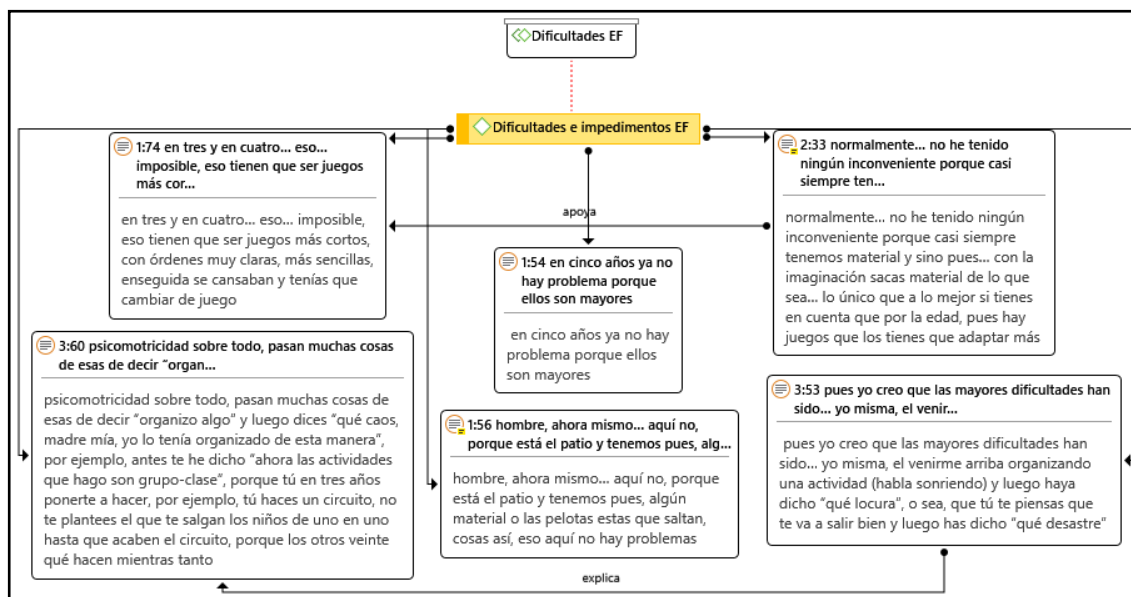 Dificultades EF
Dificultades e impedimentos EF
1:74 en tres y en cuatro... eso...
imposible, eso tienen que ser juegos
más cor...
en tres y en cuatro... eso... imposible,
eso tienen que ser juegos más cortos,
con órdenes muy claras, más sencillas,
enseguida se cansaban y tenías que
cambiar de juego
2:33 normalmente... no he tenido
ningún inconveniente porque casi
siempre ten...
normalmente... no he tenido ningún
inconveniente porque casi siempre
tenemos material y sino pues... con la
imaginación sacas material de lo que
sea... lo único que a lo mejor si tienes
en cuenta que por la edad, pues hay
juegos que los tienes que adaptar más
apoya
1:54 en cinco años ya no
hay problema porque
ellos son mayores
en cinco años ya no hay
problema porque ellos
son mayores
3:60 psicomotricidad sobre todo, pasan muchas cosas
de esas de decir "organ...
psicomotricidad sobre todo, pasan muchas cosas de
esas de decir "organizo algo" y luego dices "qué caos,
madre mía, yo lo tenía organizado de esta manera",
por ejemplo, antes te he dicho "ahora las actividades
que hago son grupo-clase", porque tú en tres años
ponerte a hacer, por ejemplo, tú haces un circuito, no
te plantees el que te salgan los niños de uno en uno
hasta que acaben el circuito, porque los otros veinte
qué hacen mientras tanto
1:56 hombre, ahora mismo... aquí no,
porque está el patio y tenemos pues, alg...
hombre, ahora mismo... aquí no, porque
está el patio y tenemos pues, algún
material o las pelotas estas que saltan,
cosas así, eso aquí no hay problemas
3:53 pues yo creo que las mayores dificultades han
sido... yo misma, el venir...
pues yo creo que las mayores dificultades han
sido... yo misma, el venirme arriba organizando
una actividad (habla sonriendo) y luego haya
dicho "qué locura", o sea, que tú te piensas que
te va a salir bien y luego has dicho "qué desastre"
explica